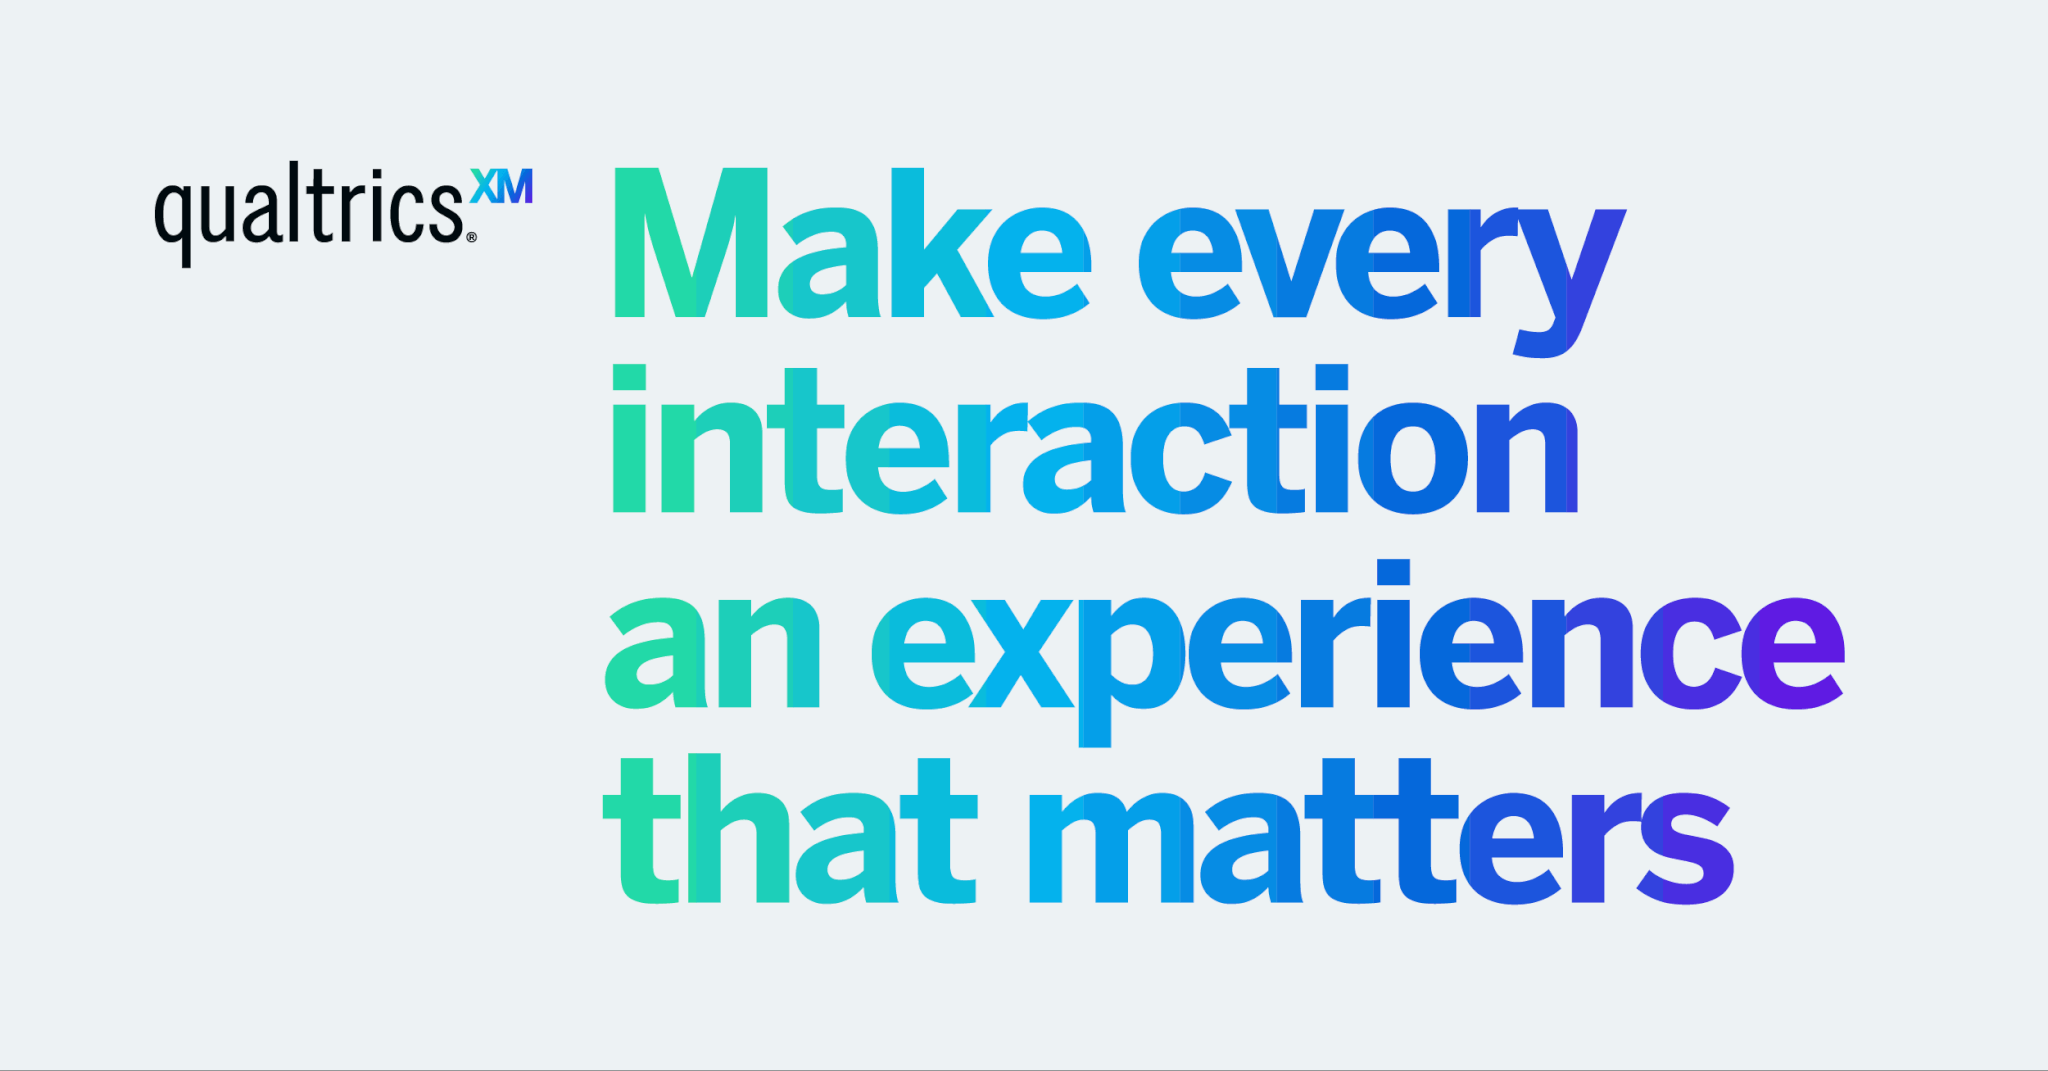 qualtrics.XM®
Make every
interaction
an experience
that matters